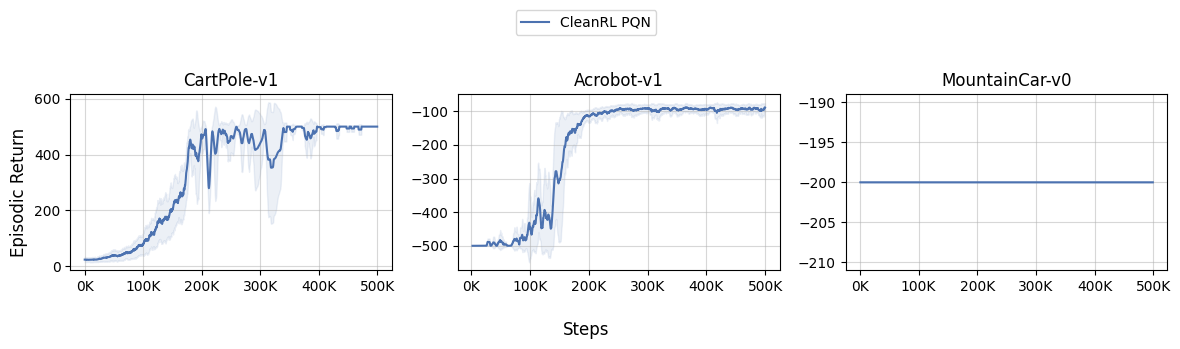 CleanRL PQN
CartPole-v1
Acrobot-v1
MountainCar-v0
Episodic Return
600
400
200
0
0K 100K 200K 300K 400K 500K
−100
−200
−300
−400
−500
0K 100K 200K 300K 400K 500K
−190
−195
−200
−205
−210
0K 100K 200K 300K 400K 500K
Steps